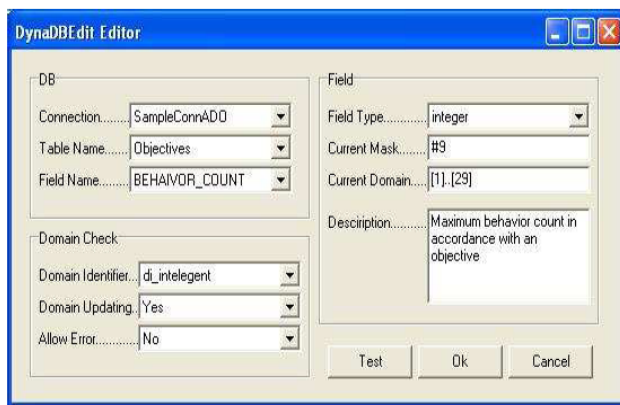 DynaDBEdit Editor
DB
Connection........ SampleConnADO
Table Name...... Objectives
Field Name........ BEHAIVOR_COUNT
Domain Check
Domain Identifier... di_intelegent
Domain Updating.. Yes
Allow Error............ No
Field
Field Type............ integer
Current Mask....... #9
Current Domain.... [1]..[29]
Desciription.......... Maximum behavior count in
accordance with an
objective
Test Ok Cancel